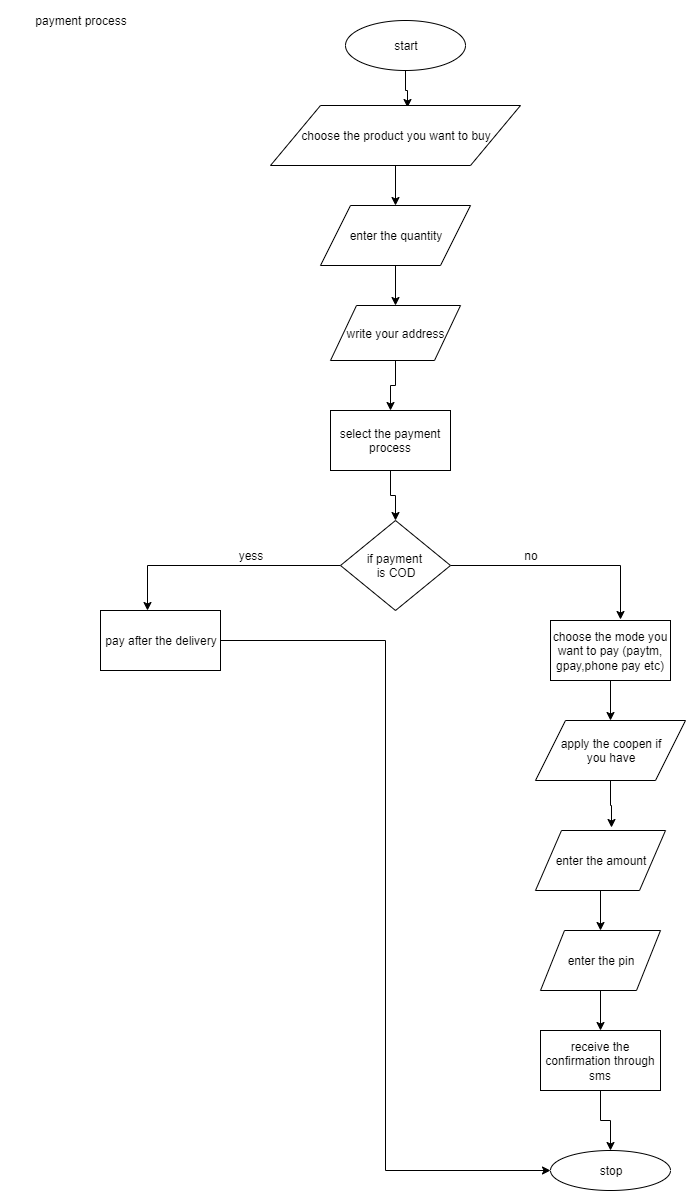 payment process
start
choose the product you want to buy
enter the quantity
write your address
select the payment
process
if payment
is COD
yess
no
pay after the delivery
choose the mode you
want to pay (paytm,
gpay,phone pay etc)
apply the coopen if
you have
enter the amount
enter the pin
receive the
confirmation through
sms
stop